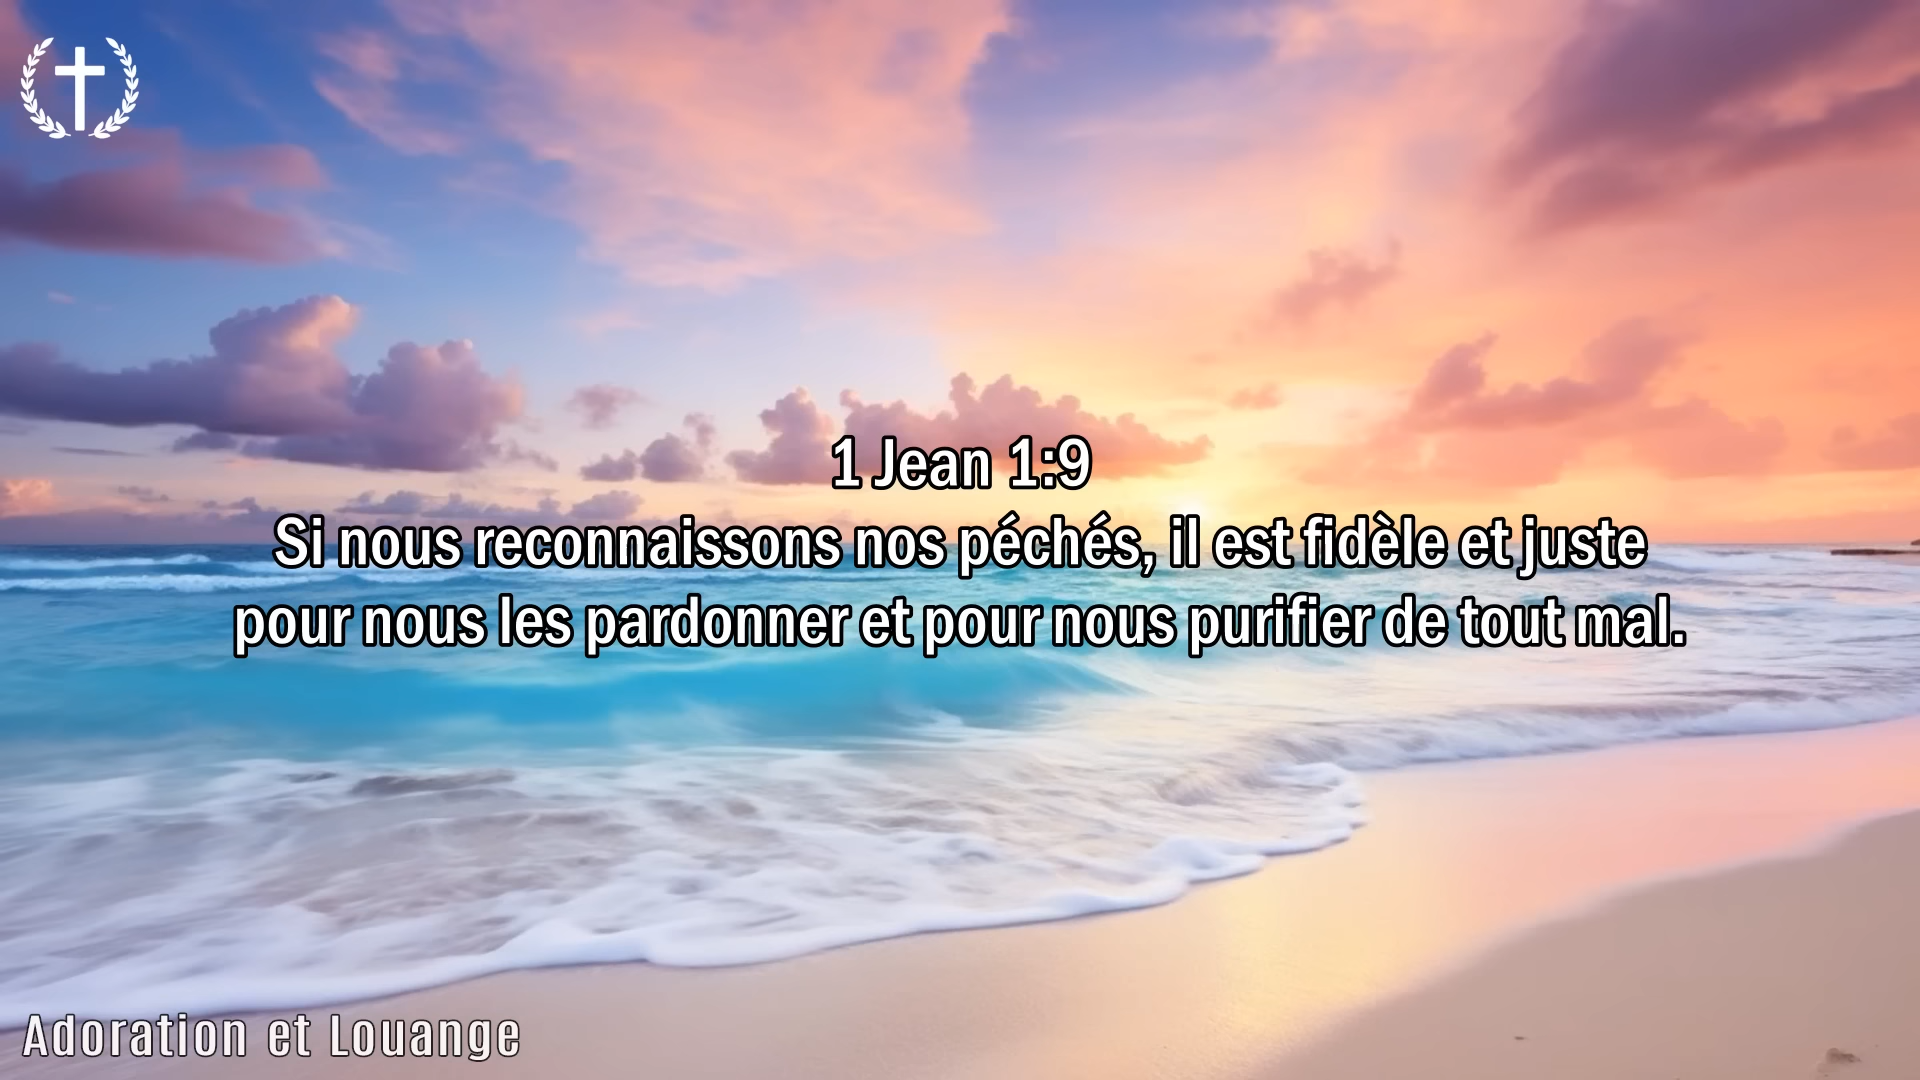 1 Jean 1:9
Si nous reconnaissons nos péchés, il est fidèle et juste
pour nous les pardonner et pour nous purifier de tout mal.
Adoration et Louange